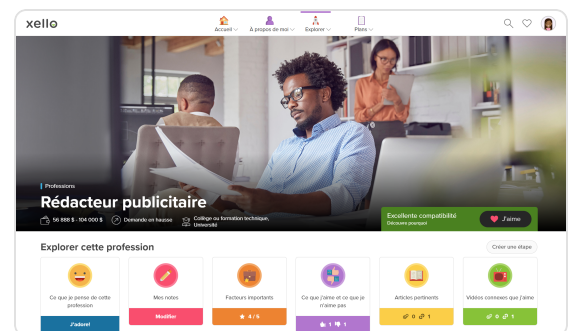 xello
Accueil
À propos de moi
Explorer
Plans
Professions
Rédacteur publicitaire
56 888 $ - 104 000 $
Demande en hausse
Collège ou formation technique,
Université
Excellente compatibilité
Découvre pourquoi
J'aime
Explorer cette profession
Créer une étape
Ce que je pense de cette
profession
J'adore!
Mes notes
Modifier
Facteurs importants
4 / 5
Ce que j'aime et ce que je
n'aime pas
1
1
Articles pertinents
0
1
Vidéos connexes que j'aime
0
1